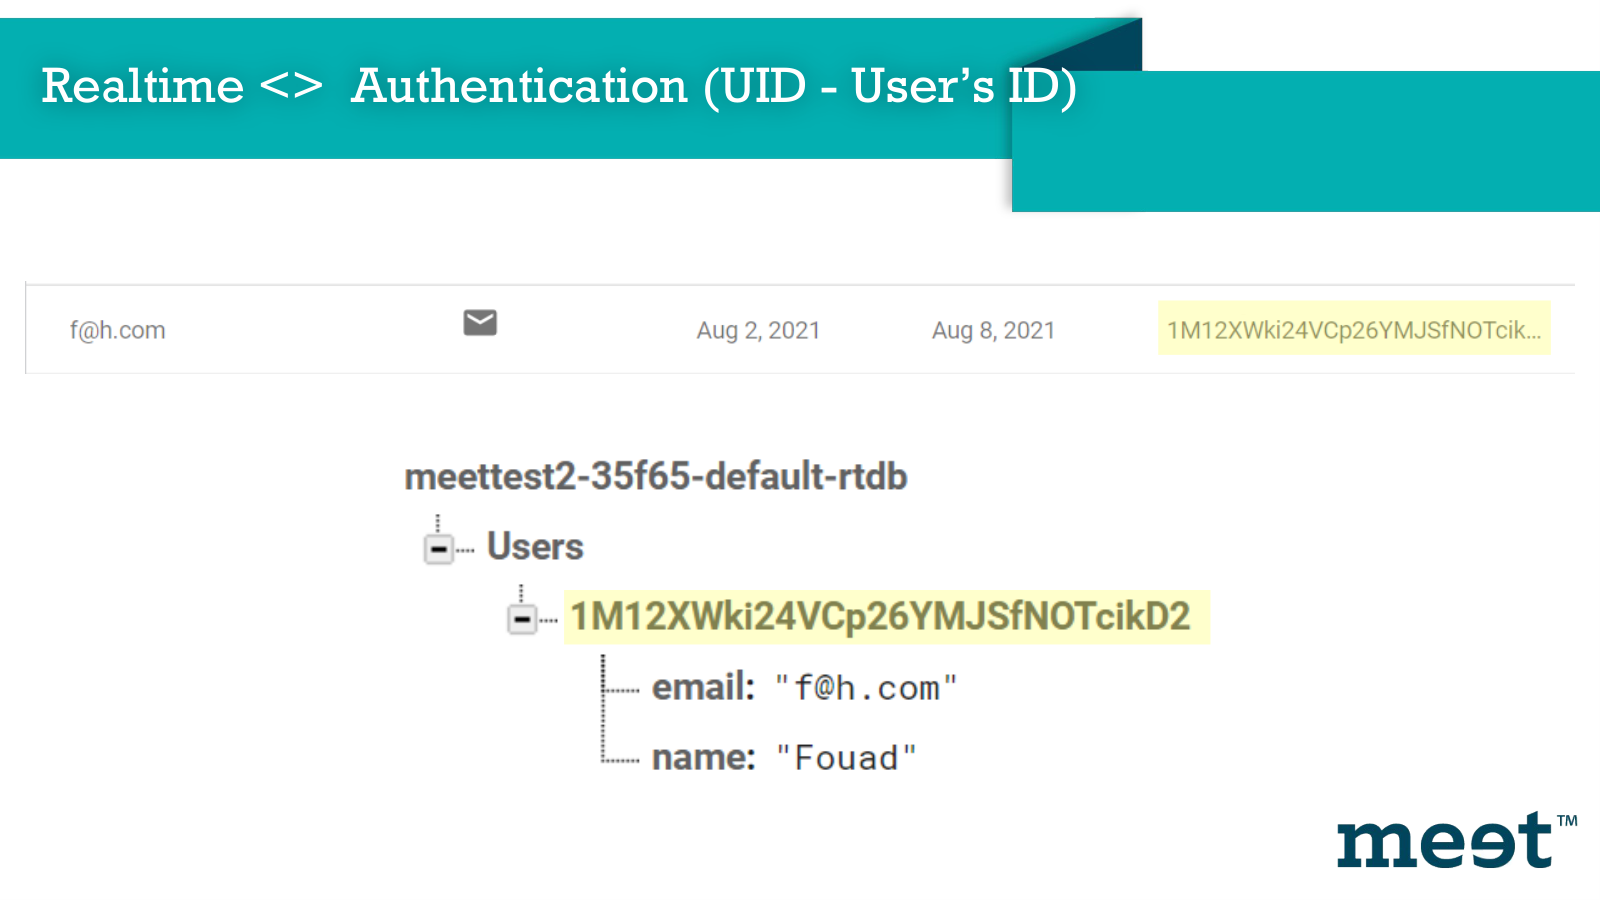 Realtime <> Authentication (UID - User’s ID)
f@h.com Aug 2, 2021 Aug 8, 2021 1M12XWki24VCp26YMJSfNOTcik...
meettest2-35f65-default-rtdb
Users
1M12XWki24VCp26YMJSfNOTcikD2
email: "f@h.com"
name: "Fouad"
meet™